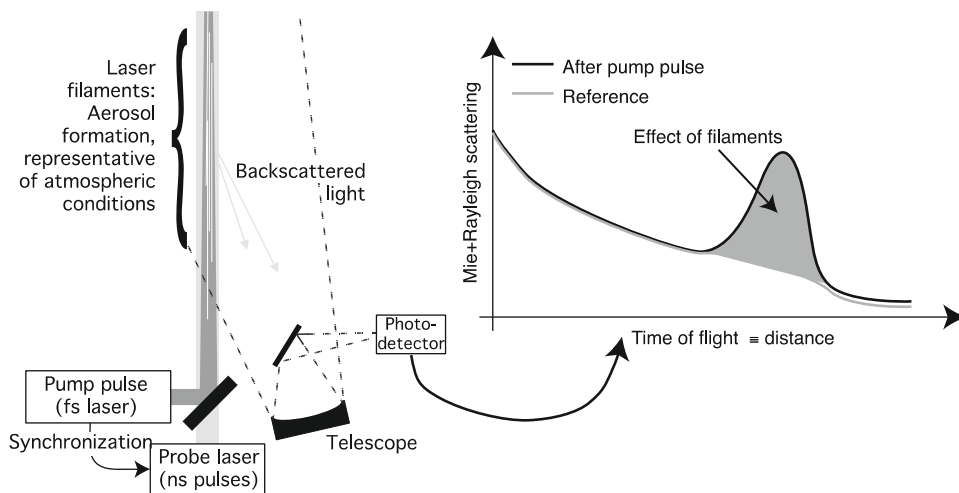 Laser
filaments:
Aerosol
formation,
representative
of atmospheric
conditions
Backscattered
light
Photo-
detector
Pump pulse
(fs laser)
Synchronization
Probe laser
(ns pulses)
Telescope
After pump pulse
Reference
Effect of filaments
Mie+Rayleigh scattering
Time of flight ≡ distance